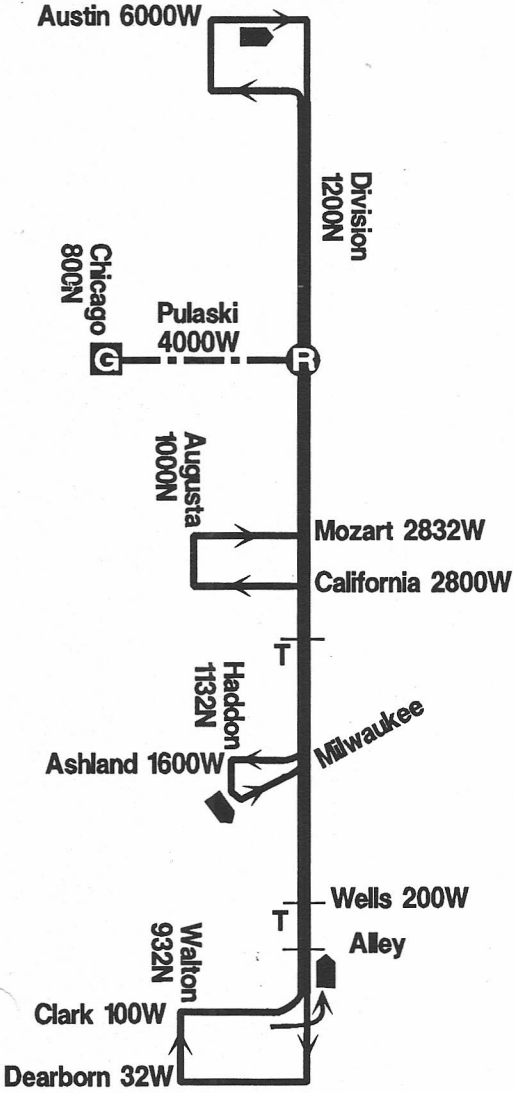 Austin 6000W
Division
1200N
Chicago
800N
Pulaski
4000W
G
R
Augusta
1000N
Mozart 2832W
California 2800W
T
Haddon
1132N
Milwaukee
Ashland 1600W
Wells 200W
T
Alley
Walton
932N
Clark 100W
Dearborn 32W